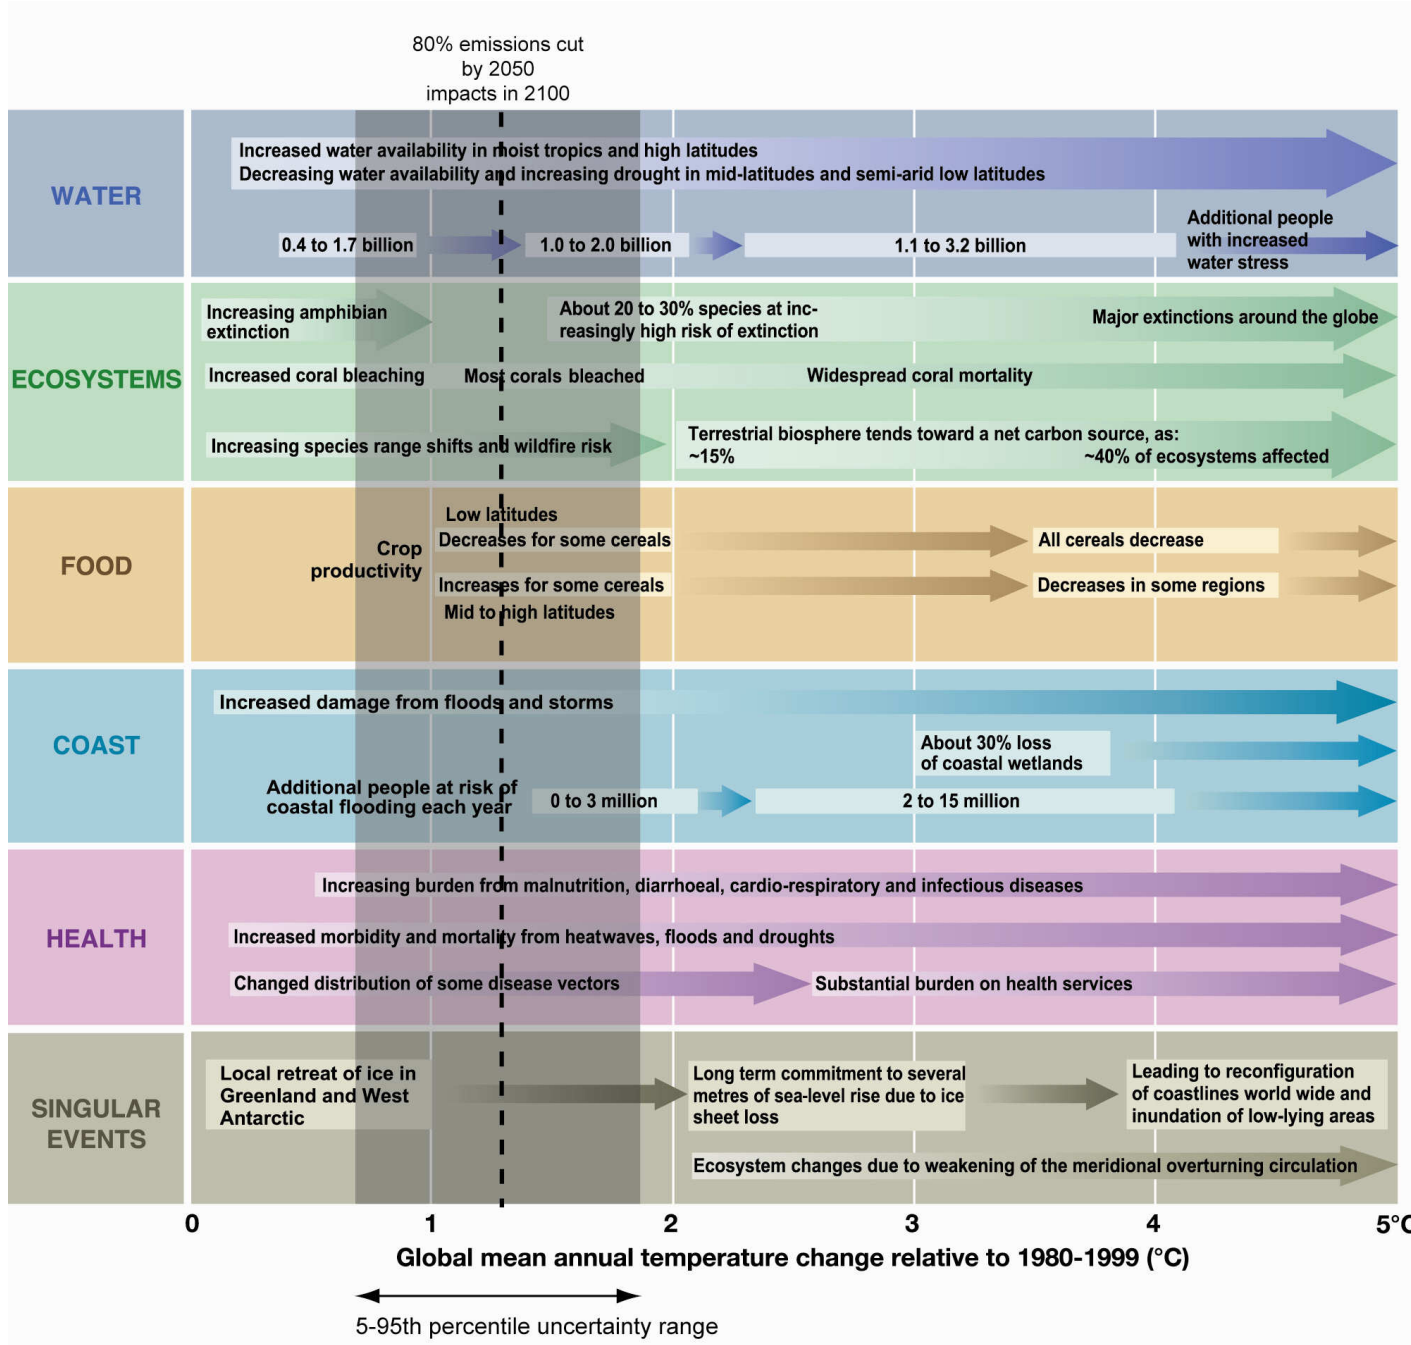 80% emissions cut
by 2050
impacts in 2100
WATER
Increased water availability in moist tropics and high latitudes
Decreasing water availability and increasing drought in mid-latitudes and semi-arid low latitudes
0.4 to 1.7 billion
1.0 to 2.0 billion
1.1 to 3.2 billion
Additional people
with increased
water stress
ECOSYSTEMS
Increasing amphibian
extinction
About 20 to 30% species at inc-
reasingly high risk of extinction
Major extinctions around the globe
Increased coral bleaching
Most corals bleached
Widespread coral mortality
Increasing species range shifts and wildfire risk
Terrestrial biosphere tends toward a net carbon source, as:
~15%
~40% of ecosystems affected
FOOD
Crop
productivity
Low latitudes
Decreases for some cereals
All cereals decrease
Increases for some cereals
Decreases in some regions
Mid to high latitudes
COAST
Increased damage from floods and storms
About 30% loss
of coastal wetlands
Additional people at risk of
coastal flooding each year
0 to 3 million
2 to 15 million
HEALTH
Increasing burden from malnutrition, diarrhoeal, cardio-respiratory and infectious diseases
Increased morbidity and mortality from heatwaves, floods and droughts
Changed distribution of some disease vectors
Substantial burden on health services
SINGULAR
EVENTS
Local retreat of ice in
Greenland and West
Antarctic
Long term commitment to several
metres of sea-level rise due to ice
sheet loss
Leading to reconfiguration
of coastlines world wide and
inundation of low-lying areas
Ecosystem changes due to weakening of the meridional overturning circulation
0 1 2 3 4 5°C
Global mean annual temperature change relative to 1980-1999 (°C)
5-95th percentile uncertainty range